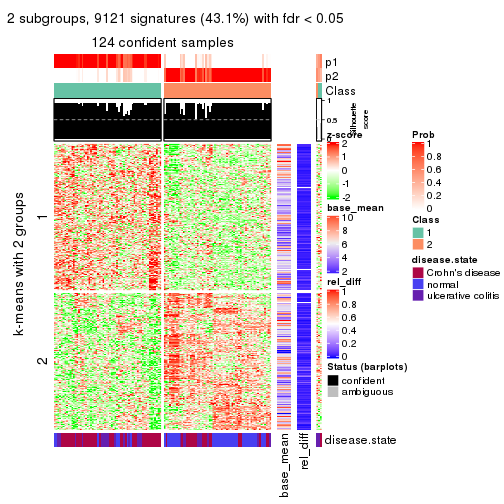 2 subgroups, 9121 signatures (43.1%) with fdr < 0.05
124 confident samples
p1
p2
Class
1
0.5
0
Silhouette
score
k-means with 2 groups
1
2
z-score
2
1
0
-1
-2
base_mean
10
8
6
4
2
rel_diff
1
0.8
0.6
0.4
0.2
0
Status (barplots)
confident
ambiguous
Prob
1
0.8
0.6
0.4
0.2
0
Class
1
2
disease.state
Crohn's disease
normal
ulcerative colitis
disease.state
base_mean
rel_diff